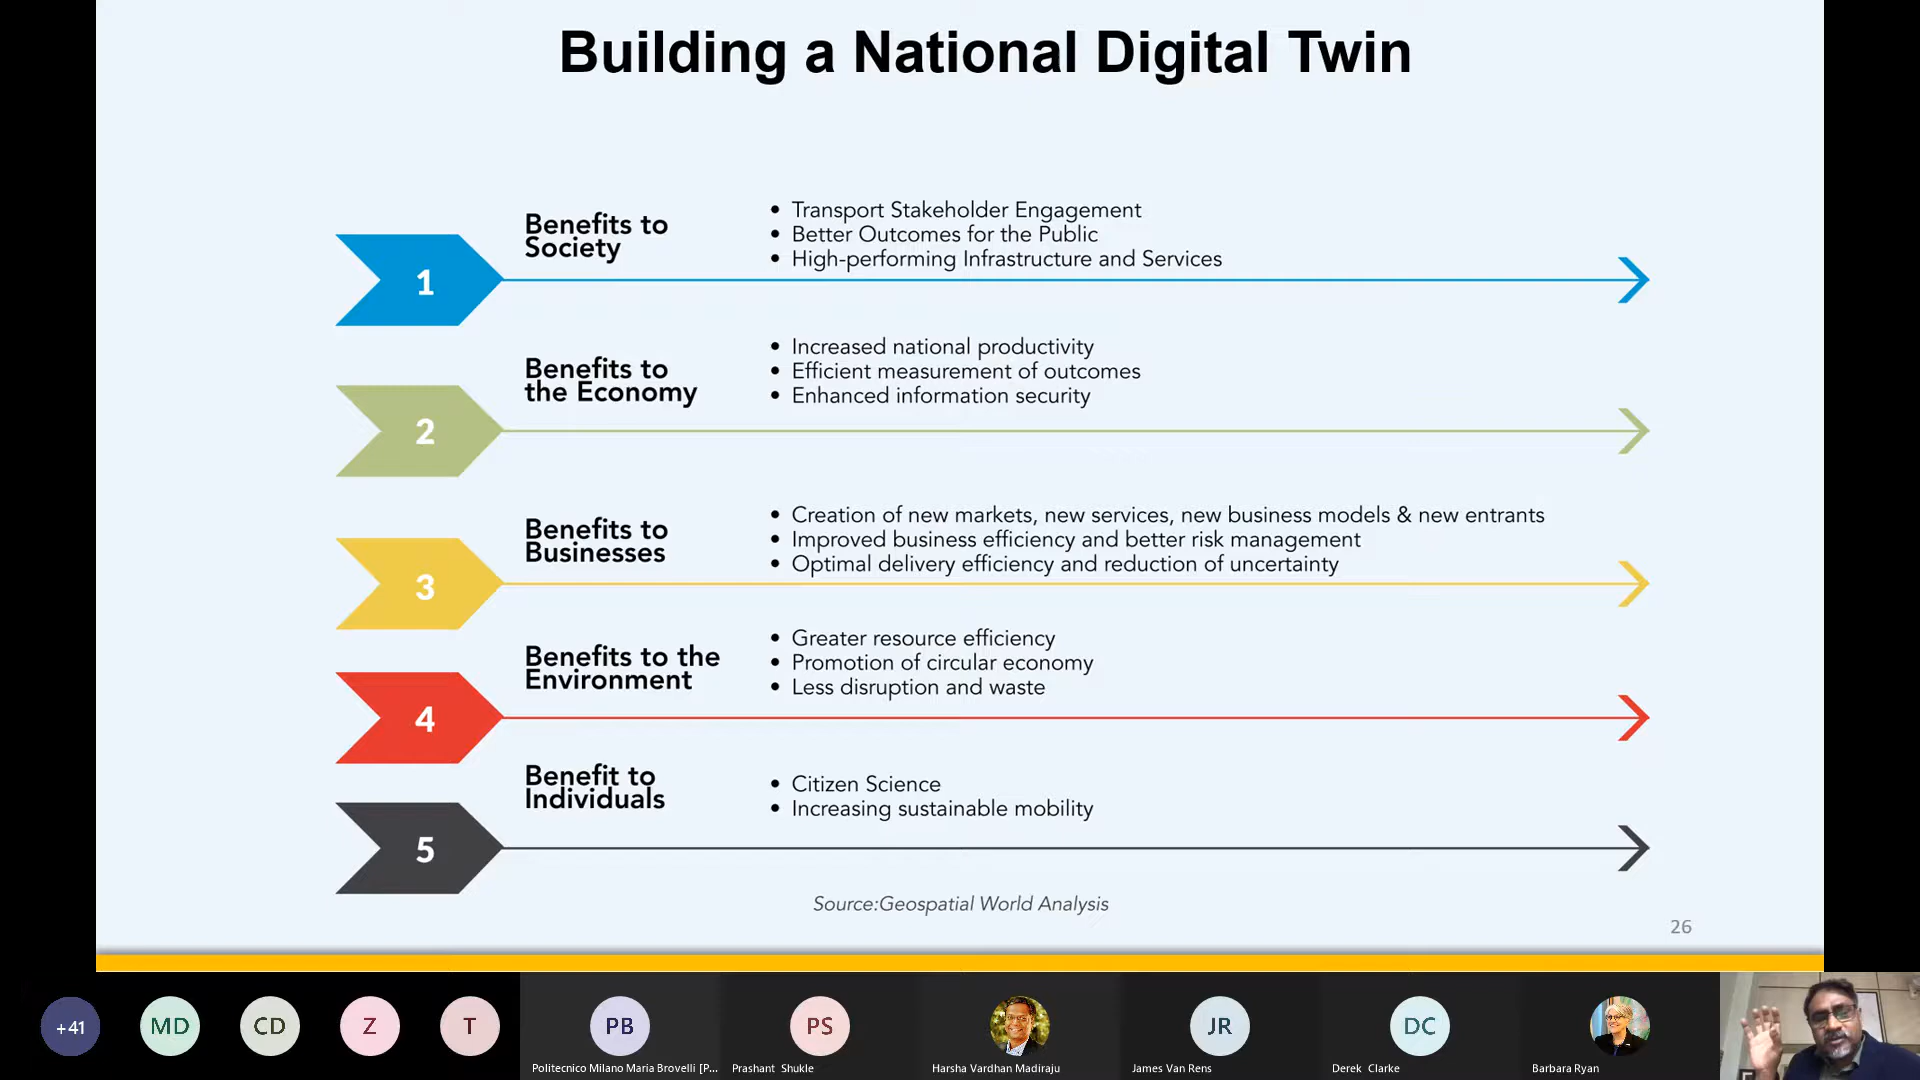 Building a National Digital Twin
1
Benefits to
Society
• Transport Stakeholder Engagement
• Better Outcomes for the Public
• High-performing Infrastructure and Services
2
Benefits to
the Economy
• Increased national productivity
• Efficient measurement of outcomes
• Enhanced information security
3
Benefits to
Businesses
• Creation of new markets, new services, new business models & new entrants
• Improved business efficiency and better risk management
• Optimal delivery efficiency and reduction of uncertainty
4
Benefits to the
Environment
• Greater resource efficiency
• Promotion of circular economy
• Less disruption and waste
5
Benefit to
Individuals
• Citizen Science
• Increasing sustainable mobility
Source:Geospatial World Analysis
26
+41
MD
CD
Z
T
PB
Politecnico Milano Maria Brovelli [P...
PS
Prashant Shukle
Harsha Vardhan Madiraju
JR
James Van Rens
DC
Derek Clarke
Barbara Ryan